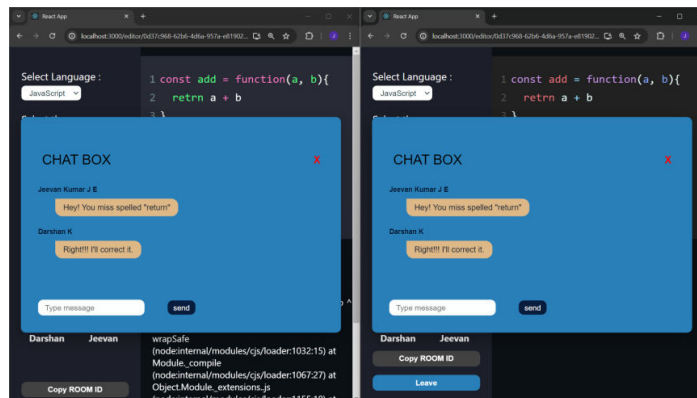 React App
localhost:3000/editor/0d37c968-62b6-4d6a-957a-e81902...
Select Language :
JavaScript
1 const add = function(a, b){
2 retrn a + b
3 }
CHAT BOX
X
Jeevan Kumar J E
Hey! You miss spelled "return"
Darshan K
Right!!! I'll correct it.
Type message
send
Darshan Jeevan
Copy ROOM ID
wrapSafe
(node:internal/modules/cjs/loader:1032:15) at
Module._compile
(node:internal/modules/cjs/loader:1067:27) at
Object.Module._extensions..js
React App
localhost:3000/editor/0d37c968-62b6-4d6a-957a-e81902...
Select Language :
JavaScript
1 const add = function(a, b){
2 retrn a + b
3 }
CHAT BOX
X
Jeevan Kumar J E
Hey! You miss spelled "return"
Darshan K
Right!!! I'll correct it.
Type message
send
Darshan Jeevan
Copy ROOM ID
Leave